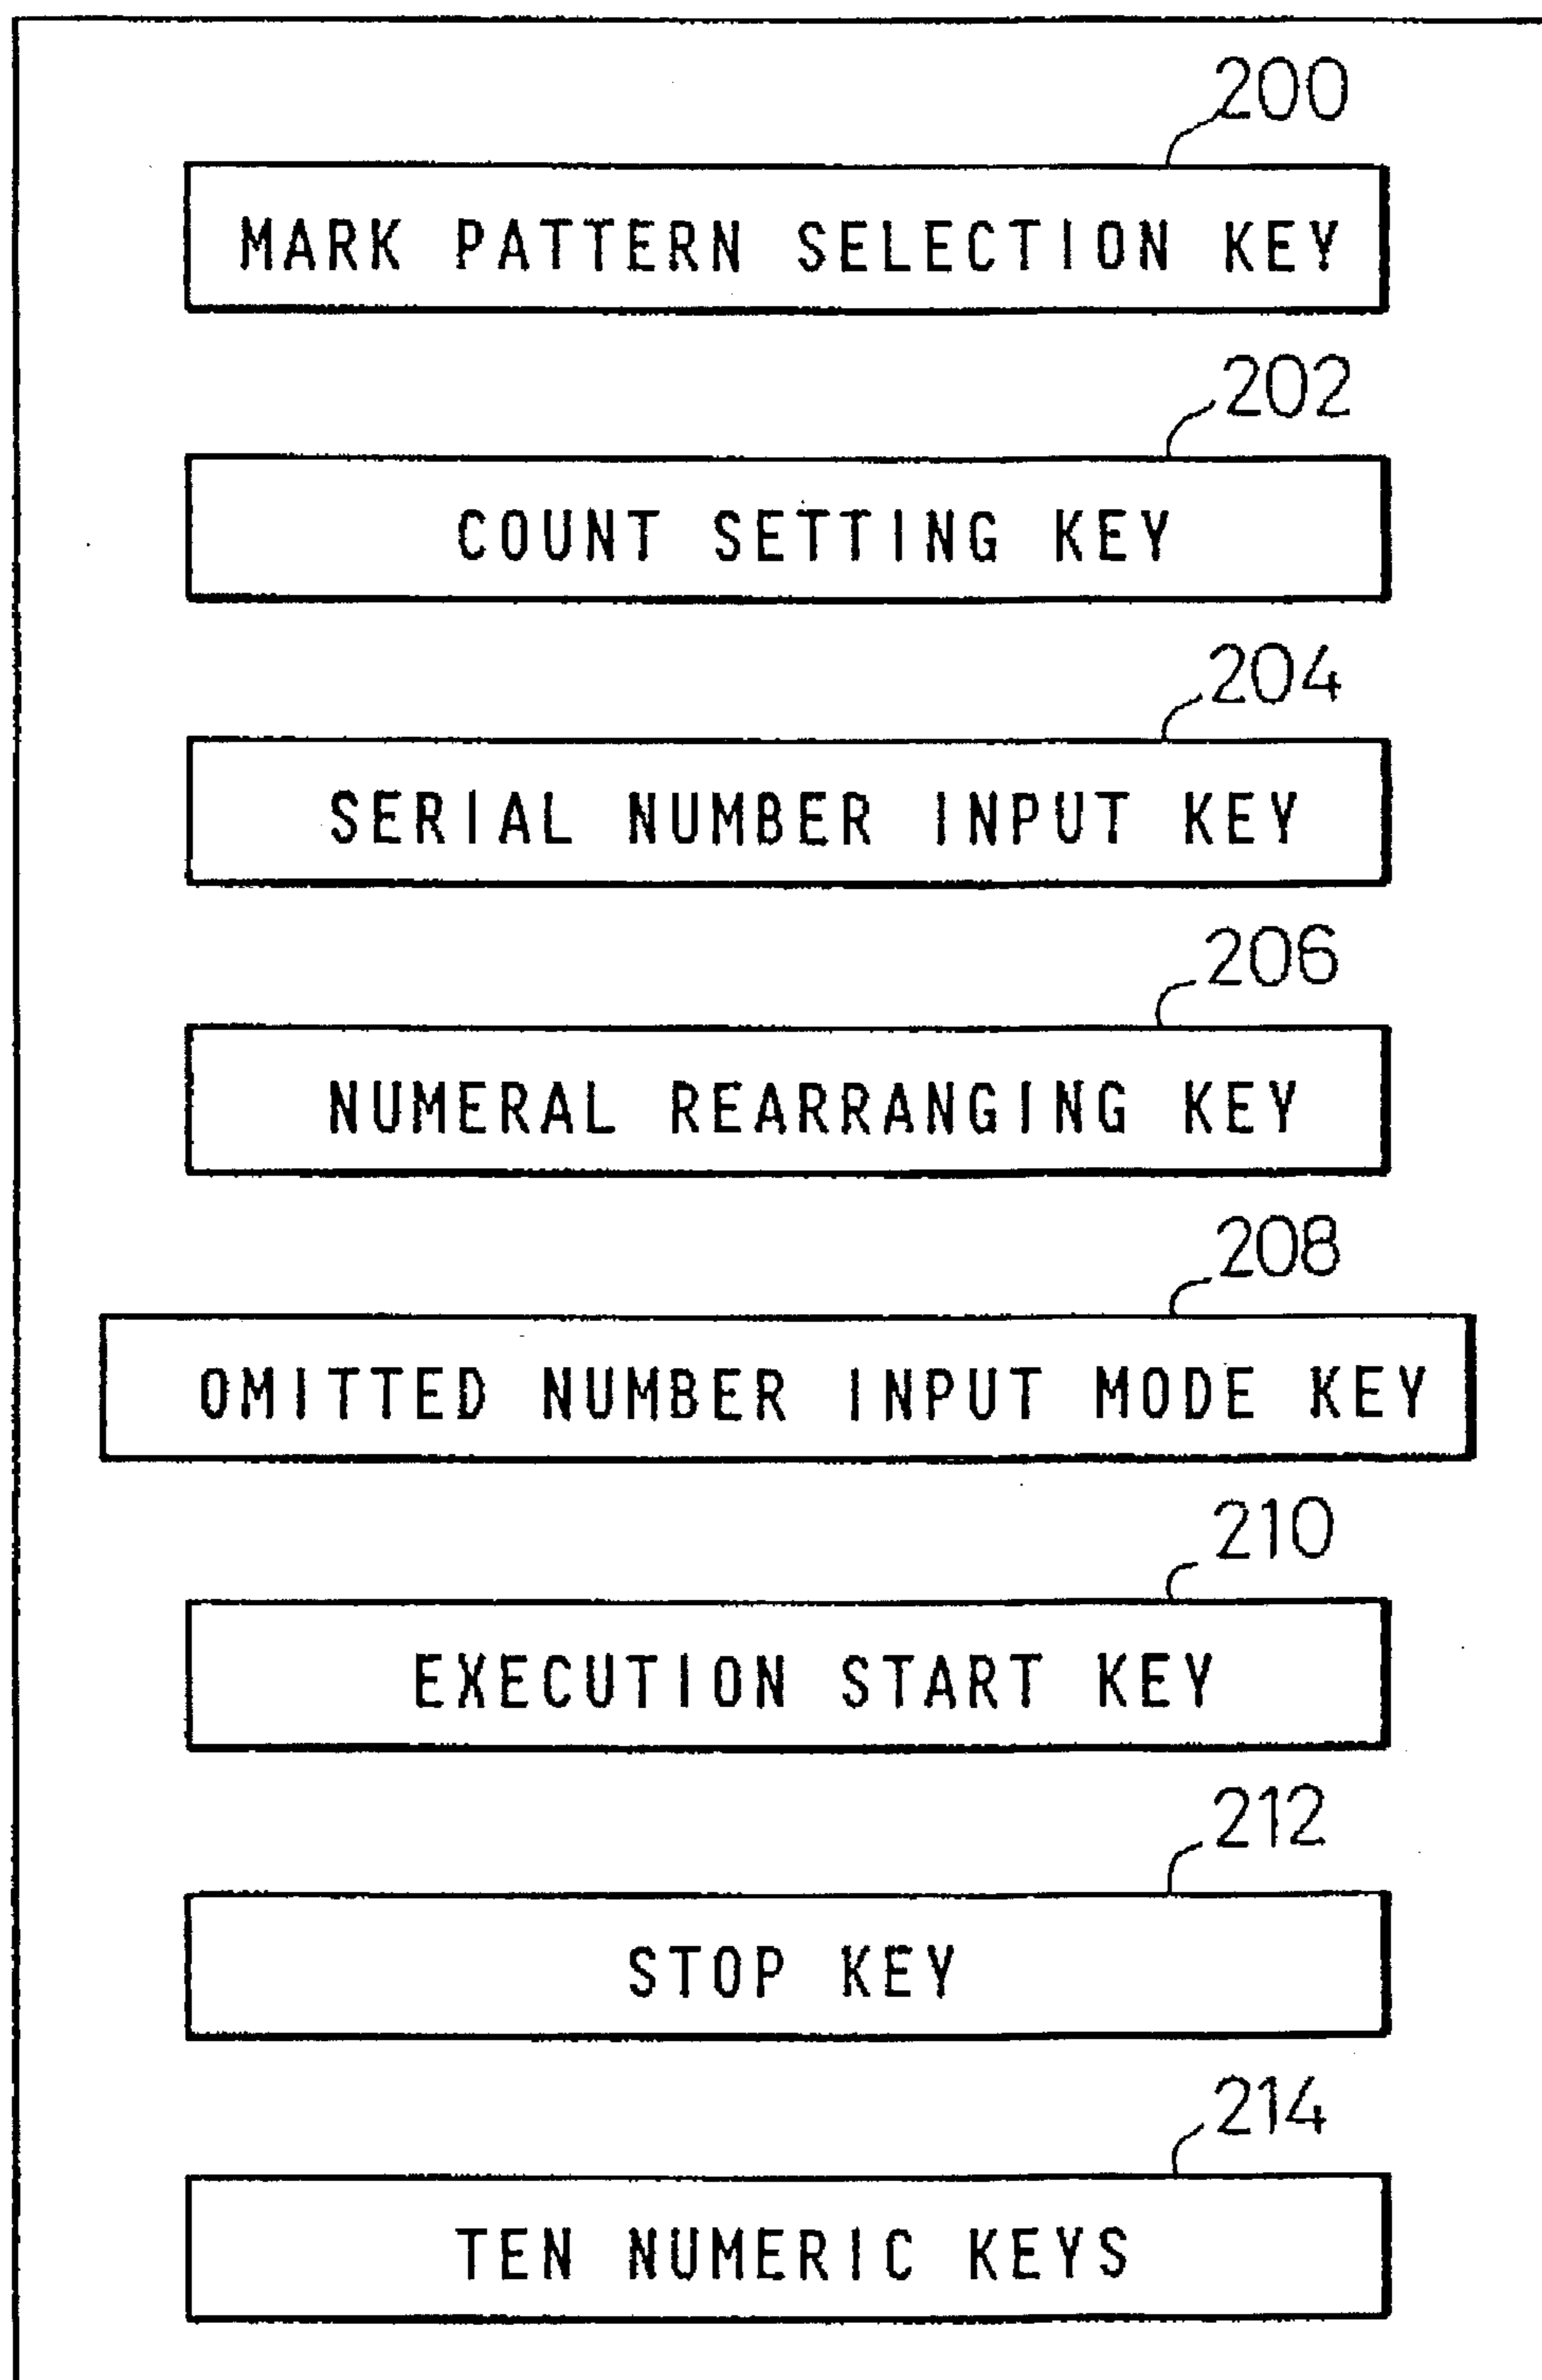 200
MARK PATTERN SELECTION KEY
202
COUNT SETTING KEY
204
SERIAL NUMBER INPUT KEY
206
NUMERAL REARRANGING KEY
208
OMITTED NUMBER INPUT MODE KEY
210
EXECUTION START KEY
212
STOP KEY
214
TEN NUMERIC KEYS